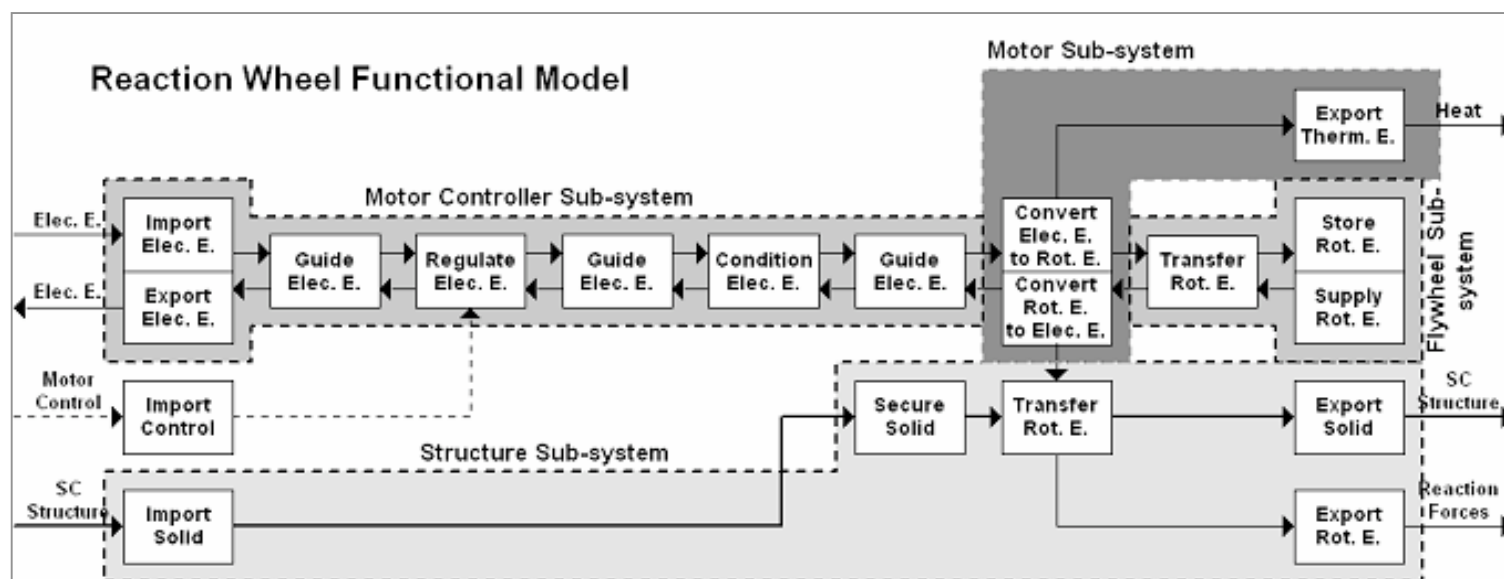 Reaction Wheel Functional Model
Motor Sub-system
Export
Therm. E.
Heat
Motor Controller Sub-system
Elec. E.
Elec. E.
Import
Elec. E.
Export
Elec. E.
Guide
Elec. E.
Regulate
Elec. E.
Guide
Elec. E.
Condition
Elec. E.
Guide
Elec. E.
Convert
Elec. E.
to Rot. E.
Convert
Rot. E.
to Elec. E.
Transfer
Rot. E.
Store
Rot. E.
Supply
Rot. E.
Flywheel Sub-
system
Motor
Control
Import
Control
Secure
Solid
Transfer
Rot. E.
Export
Solid
SC
Structure
Structure Sub-system
SC
Structure
Import
Solid
Export
Rot. E.
Reaction
Forces